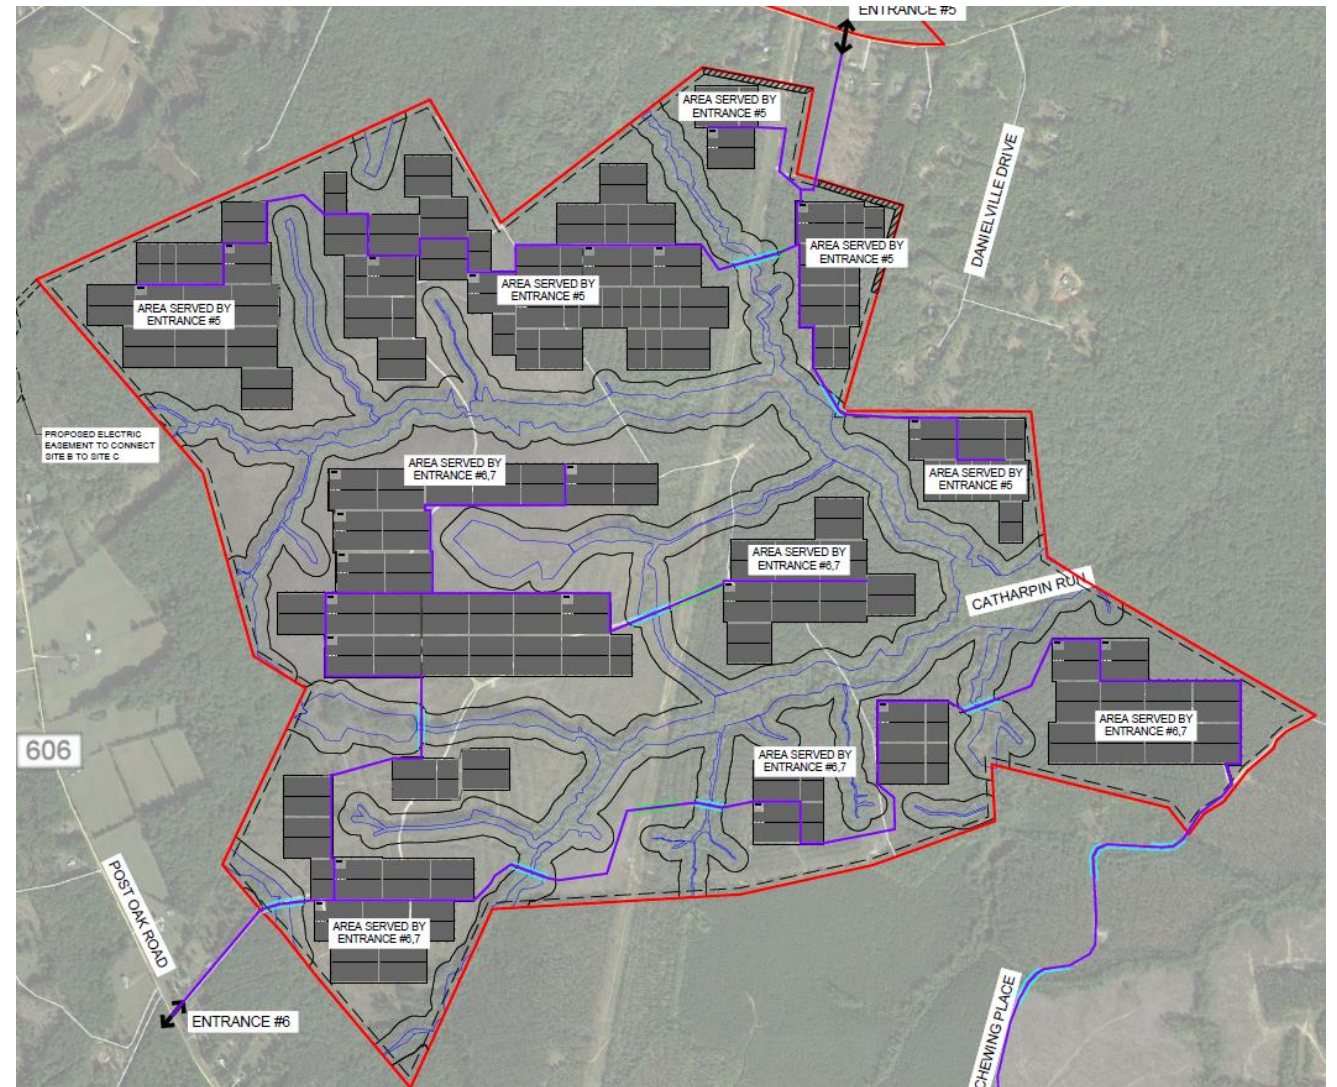 ENTRANCE #5
AREA SERVED BY
ENTRANCE #5
DANIELVILLE DRIVE
AREA SERVED BY
ENTRANCE #5
AREA SERVED BY
ENTRANCE #5
AREA SERVED BY
ENTRANCE #5
PROPOSED ELECTRIC
EASEMENT TO CONNECT
SITE B TO SITE C
AREA SERVED BY
ENTRANCE #6,7
AREA SERVED BY
ENTRANCE #5
AREA SERVED BY
ENTRANCE #6,7
CATHARPIN RUN
AREA SERVED BY
ENTRANCE #6,7
606
AREA SERVED BY
ENTRANCE #6,7
POST OAK ROAD
AREA SERVED BY
ENTRANCE #6,7
ENTRANCE #6
CHEWING PLACE